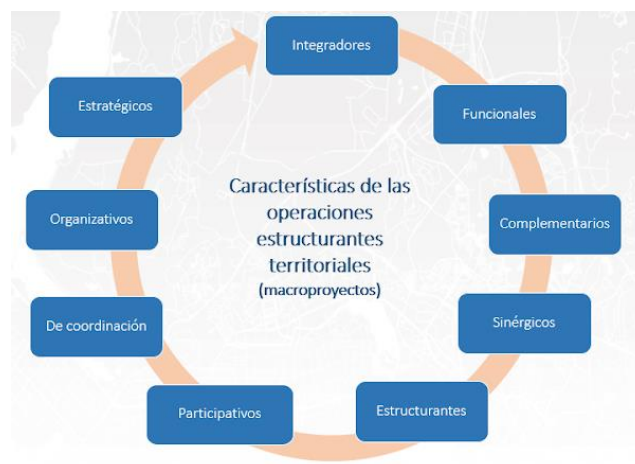 Integradores
Funcionales
Complementarios
Sinérgicos
Estructurantes
Participativos
De coordinación
Organizativos
Estratégicos
Características de las
operaciones
estructurantes
territoriales
(macroproyectos)